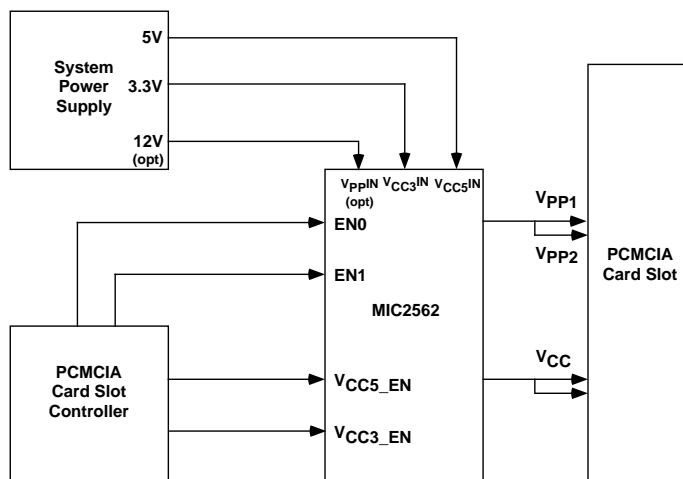 System
Power
Supply
5V
3.3V
12V
(opt)
VPPIN
(opt)
VCC3IN
VCC5IN
EN0
EN1
MIC2562
VCC5_EN
VCC3_EN
PCMCIA
Card Slot
Controller
VPP1
VPP2
VCC
PCMCIA
Card Slot